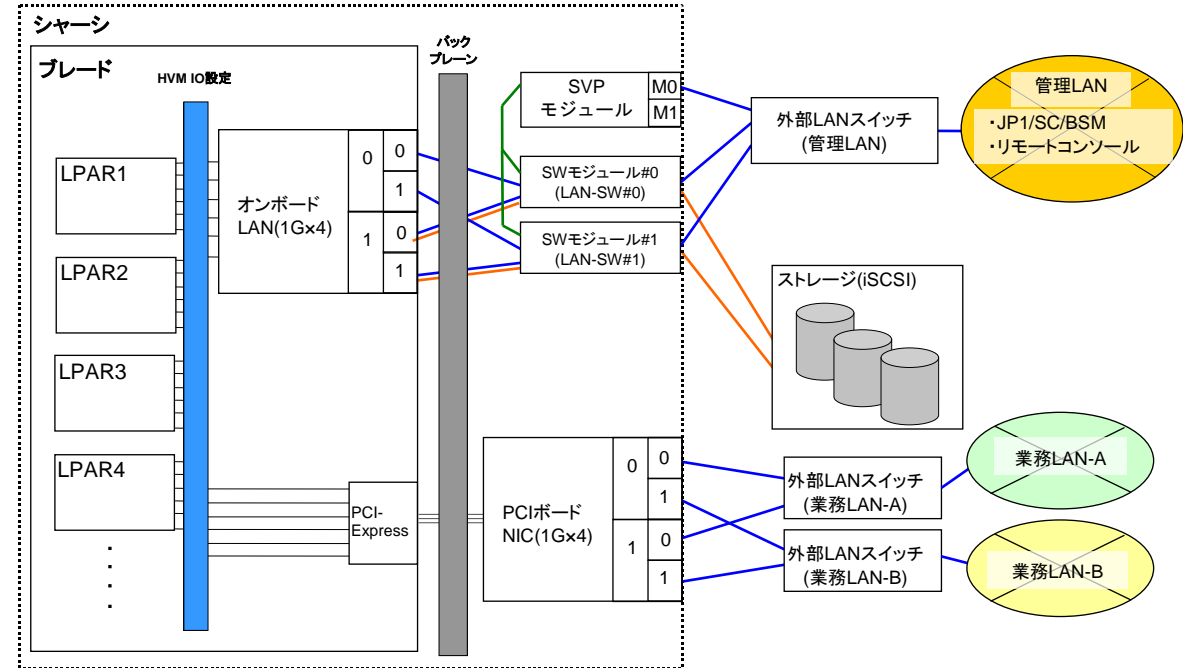 シャーシ
ブレード
HVM IO設定
バック
プレーン
LPAR1
LPAR2
LPAR3
LPAR4
・
・
・
・
オンボード
LAN(1G×4)
0
0
1
1
0
1
PCI-
Express
SVP
モジュール
M0
M1
SWモジュール#0
(LAN-SW#0)
SWモジュール#1
(LAN-SW#1)
外部LANスイッチ
(管理LAN)
管理LAN
・JP1/SC/BSM
・リモートコンソール
ストレージ(iSCSI)
PCIボード
NIC(1G×4)
0
0
1
1
0
1
外部LANスイッチ
(業務LAN-A)
外部LANスイッチ
(業務LAN-B)
業務LAN-A
業務LAN-B